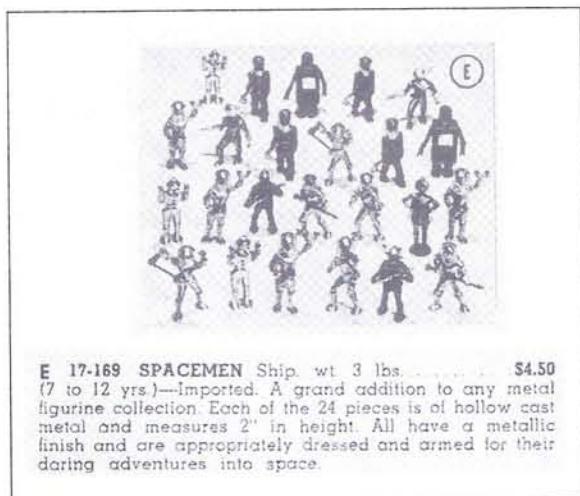 E
E 17-169 SPACEMEN Ship. wt. 3 lbs. . . . . . . . . . $4.50
(7 to 12 yrs.)—Imported. A grand addition to any metal
figurine collection. Each of the 24 pieces is of hollow cast
metal and measures 2" in height. All have a metallic
finish and are appropriately dressed and armed for their
daring adventures into space.